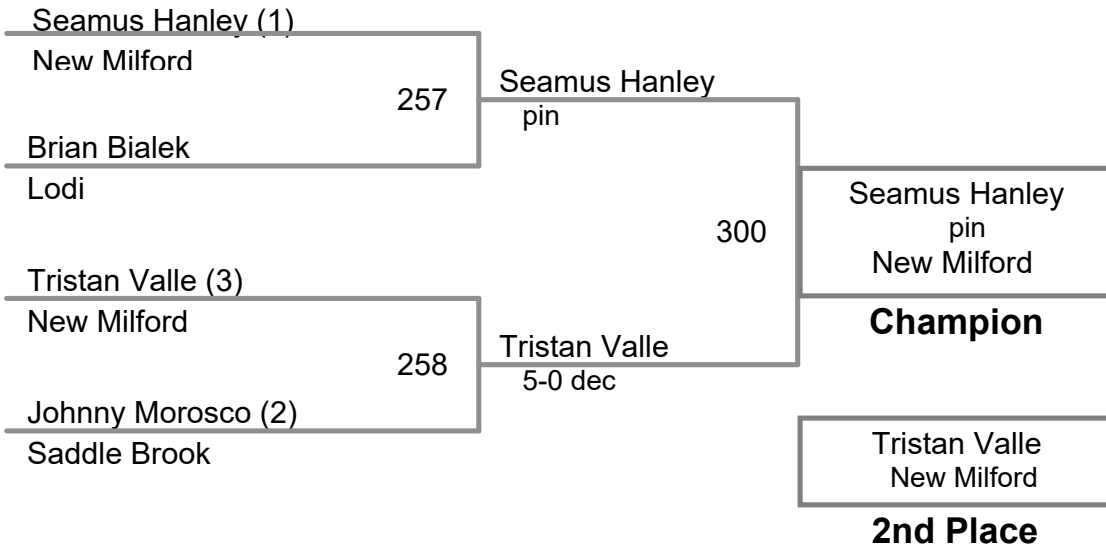 Seamus Hanley (1)
New Milford
257
Brian Bialek
Lodi
Seamus Hanley
pin
Tristan Valle (3)
New Milford
258
Johnny Morosco (2)
Saddle Brook
Tristan Valle
5-0 dec
300
Seamus Hanley
pin
New Milford
Champion
Tristan Valle
New Milford
2nd Place